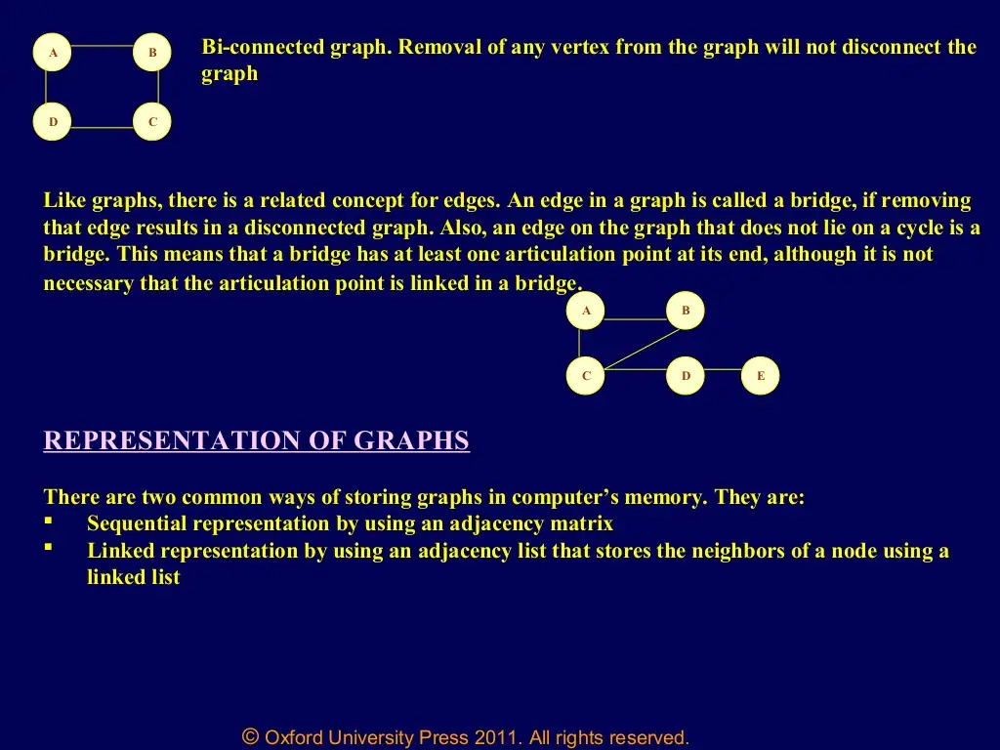 A B
Bi-connected graph. Removal of any vertex from the graph will not disconnect the
graph
D C
Like graphs, there is a related concept for edges. An edge in a graph is called a bridge, if removing
that edge results in a disconnected graph. Also, an edge on the graph that does not lie on a cycle is a
bridge. This means that a bridge has at least one articulation point at its end, although it is not
necessary that the articulation point is linked in a bridge.
A B
C D E
REPRESENTATION OF GRAPHS
There are two common ways of storing graphs in computer’s memory. They are:
▪ Sequential representation by using an adjacency matrix
▪ Linked representation by using an adjacency list that stores the neighbors of a node using a
linked list
© Oxford University Press 2011. All rights reserved.